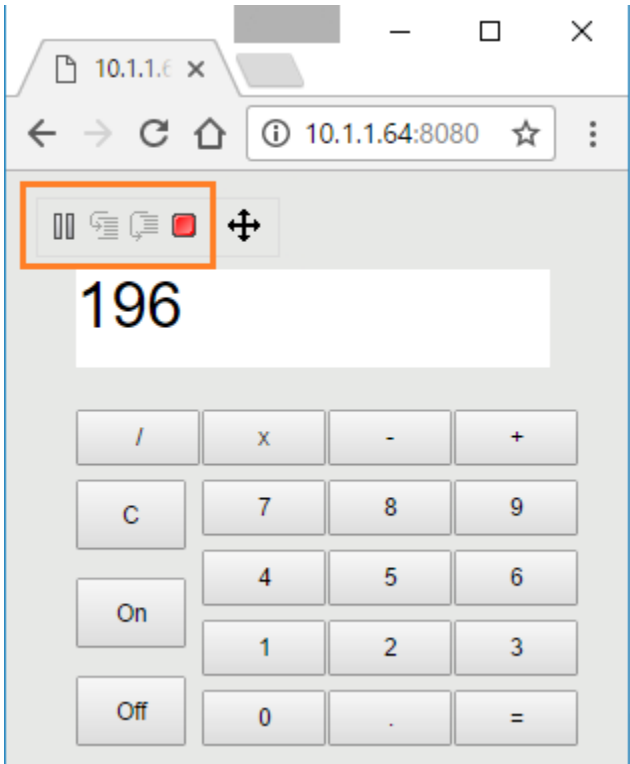 10.1.1.6
10.1.1.64:8080
196
/ x - +
C 7 8 9
4 5 6
On
1 2 3
Off 0 . =